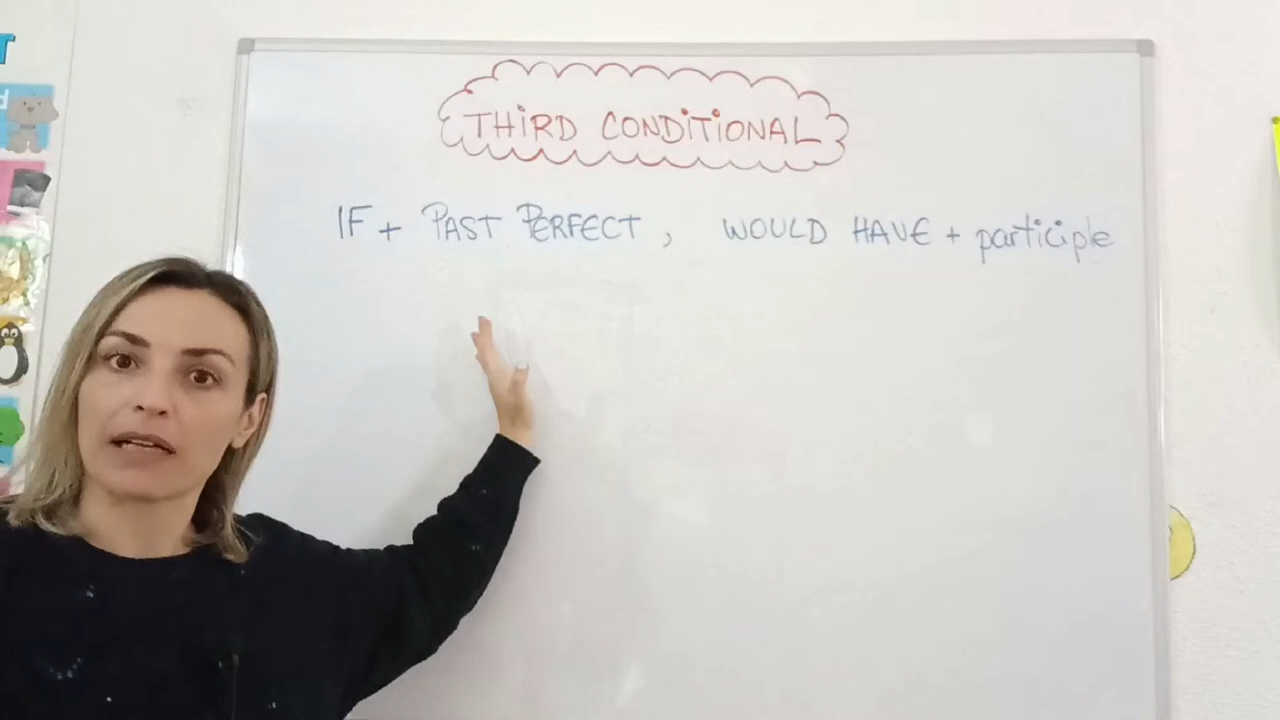 THIRD CONDITIONAL
IF + PAST PERFECT, WOULD HAVE + participle